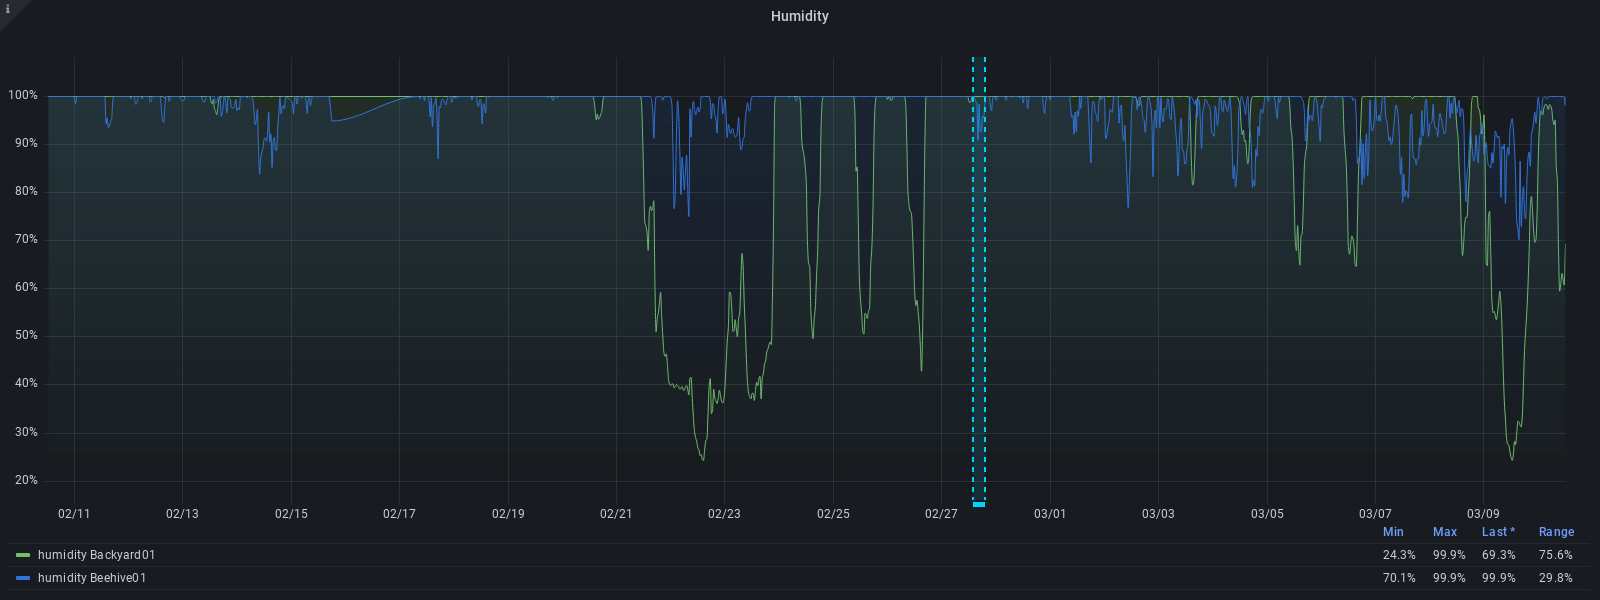 i
Humidity
100%
90%
80%
70%
60%
50%
40%
30%
20%
02/11 02/13 02/15 02/17 02/19 02/21 02/23 02/25 02/27 03/01 03/03 03/05 03/07 03/09
Min Max Last * Range
humidity Backyard01 24.3% 99.9% 69.3% 75.6%
humidity Beehive01 70.1% 99.9% 99.9% 29.8%